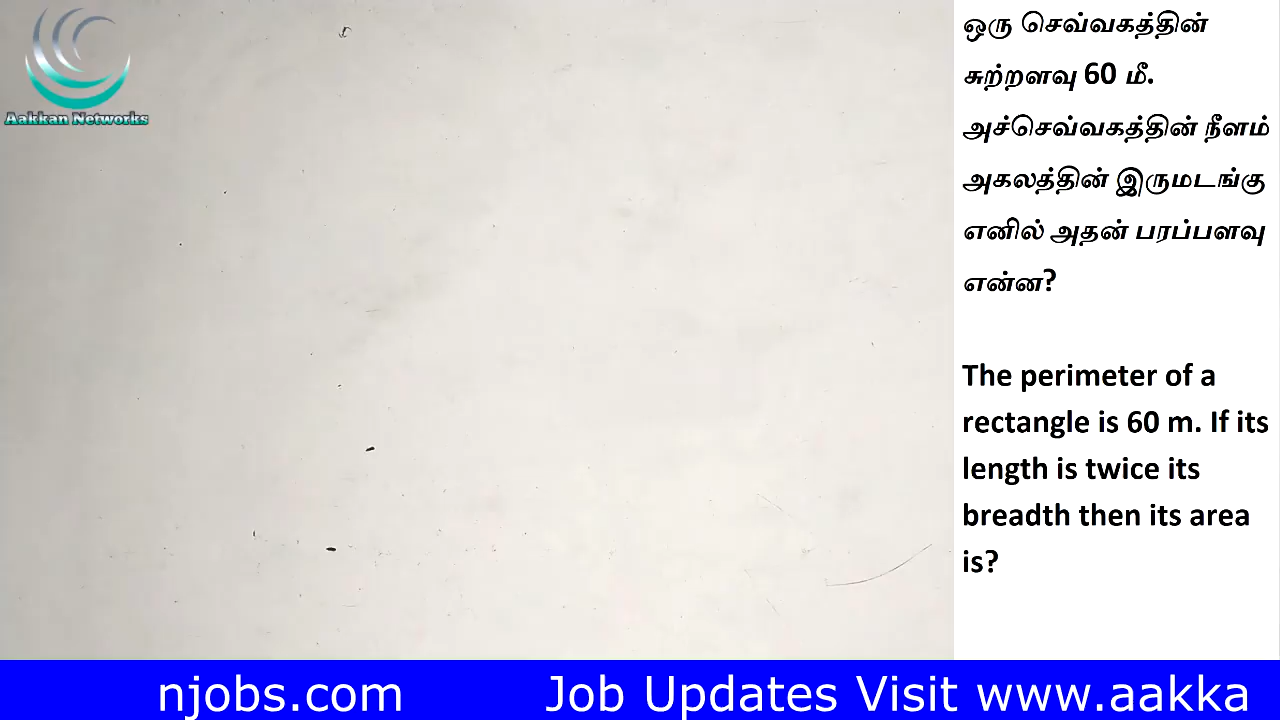 Aakkan Networks
ஒரு செவ்வகத்தின்
சுற்றளவு 60 மீ.
அச்செவ்வகத்தின் நீளம்
அகலத்தின் இருமடங்கு
எனில் அதன் பரப்பளவு
என்ன?
The perimeter of a
rectangle is 60 m. If its
length is twice its
breadth then its area
is?
njobs.com Job Updates Visit www.aakka